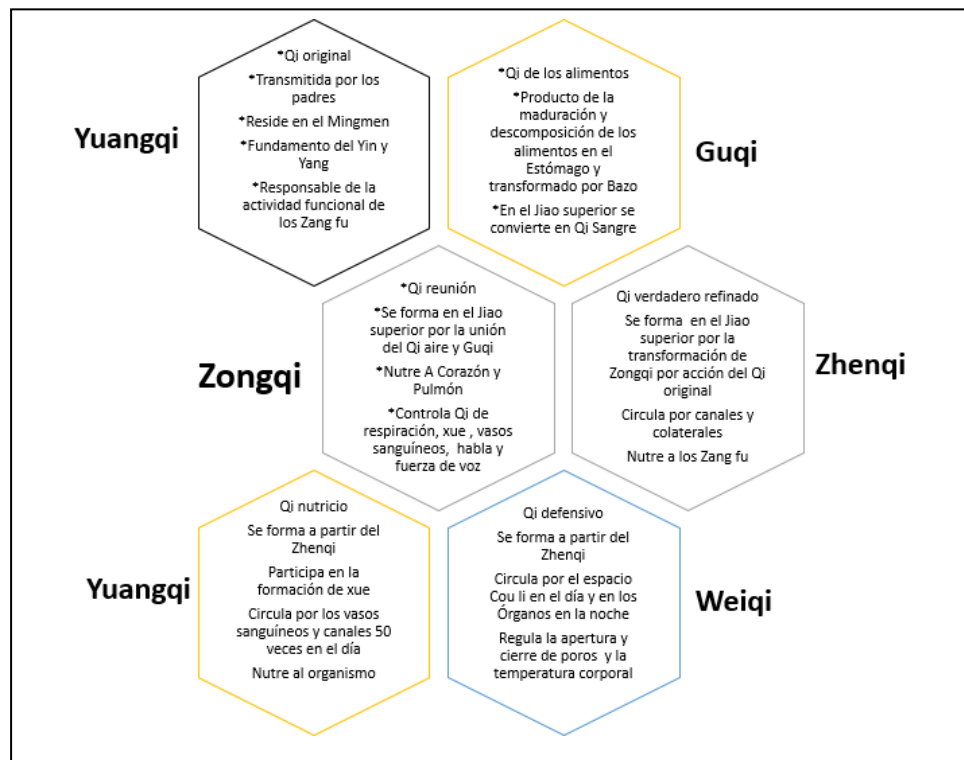 Yuangqi
*Qi original
*Transmitida por los
padres
*Reside en el Mingmen
*Fundamento del Yin y
Yang
*Responsable de la
actividad funcional de
los Zang fu
*Qi de los alimentos
*Producto de la
maduración y
descomposición de los
alimentos en el
Estómago y
transformado por Bazo
*En el Jiao superior se
convierte en Qi Sangre
Guqi
Zongqi
*Qi reunión
*Se forma en el Jiao
superior por la unión
del Qi aire y Guqi
*Nutre A Corazón y
Pulmón
*Controla Qi de
respiración, xue , vasos
sanguíneos, habla y
fuerza de voz
Qi verdadero refinado
Se forma en el Jiao
superior por la
transformación de
Zongqi por acción del Qi
original
Circula por canales y
colaterales
Nutre a los Zang fu
Zhenqi
Yuangqi
Qi nutricio
Se forma a partir del
Zhenqi
Participa en la
formación de xue
Circula por los vasos
sanguíneos y canales 50
veces en el día
Nutre al organismo
Qi defensivo
Se forma a partir del
Zhenqi
Circula por el espacio
Cou li en el día y en los
Órganos en la noche
Regula la apertura y
cierre de poros y la
temperatura corporal
Weiqi